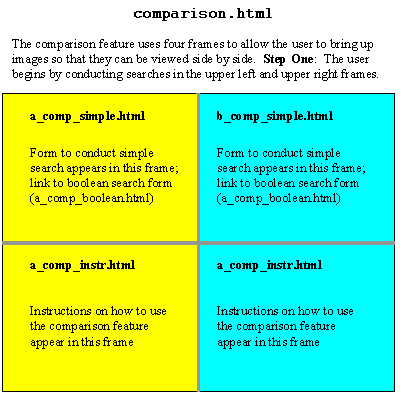 comparison.html
The comparison feature uses four frames to allow the user to bring up
images so that they can be viewed side by side. Step One: The user
begins by conducting searches in the upper left and upper right frames.
a_comp_simple.html
Form to conduct simple
search appears in this frame;
link to boolean search form
(a_comp_boolean.html)
b_comp_simple.html
Form to conduct simple
search appears in this frame;
link to boolean search form
(a_comp_boolean.html)
a_comp_instr.html
Instructions on how to use
the comparison feature
appear in this frame
a_comp_instr.html
Instructions on how to use
the comparison feature
appear in this frame